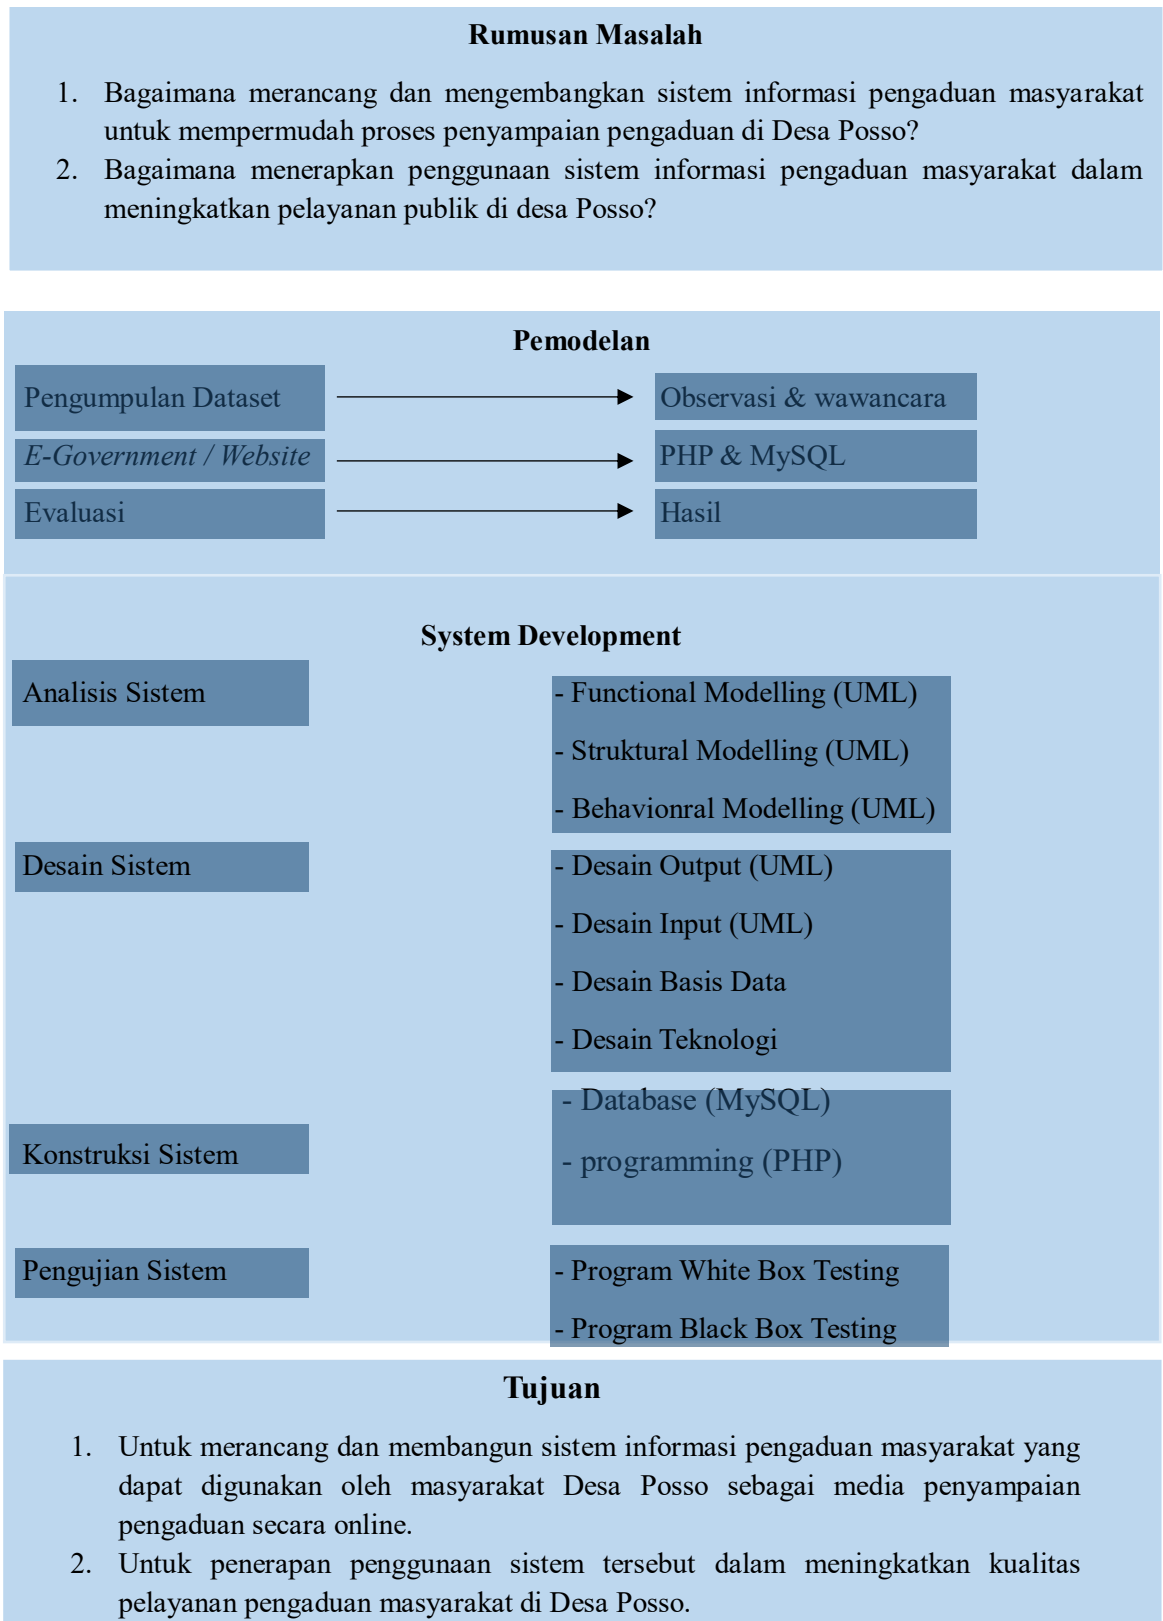 Rumusan Masalah
1. Bagaimana merancang dan mengembangkan sistem informasi pengaduan masyarakat
untuk mempermudah proses penyampaian pengaduan di Desa Posso?
2. Bagaimana menerapkan penggunaan sistem informasi pengaduan masyarakat dalam
meningkatkan pelayanan publik di desa Posso?
Pemodelan
Pengumpulan Dataset
Observasi & wawancara
E-Government / Website
PHP & MySQL
Evaluasi
Hasil
System Development
Analisis Sistem
- Functional Modelling (UML)
- Struktural Modelling (UML)
- Behavionral Modelling (UML)
Desain Sistem
- Desain Output (UML)
- Desain Input (UML)
- Desain Basis Data
- Desain Teknologi
Konstruksi Sistem
- Database (MySQL)
- programming (PHP)
Pengujian Sistem
- Program White Box Testing
- Program Black Box Testing
Tujuan
1. Untuk merancang dan membangun sistem informasi pengaduan masyarakat yang
dapat digunakan oleh masyarakat Desa Posso sebagai media penyampaian
pengaduan secara online.
2. Untuk penerapan penggunaan sistem tersebut dalam meningkatkan kualitas
pelayanan pengaduan masyarakat di Desa Posso.